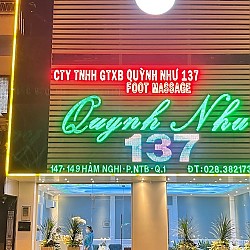 CTY TNHH GTXB QUỲNH NHƯ 137
FOOT MASSAGE
Quynh Nhu
137
147-149 HÀM NGHI - P.NTB - Q.1 ĐT: 028.382173